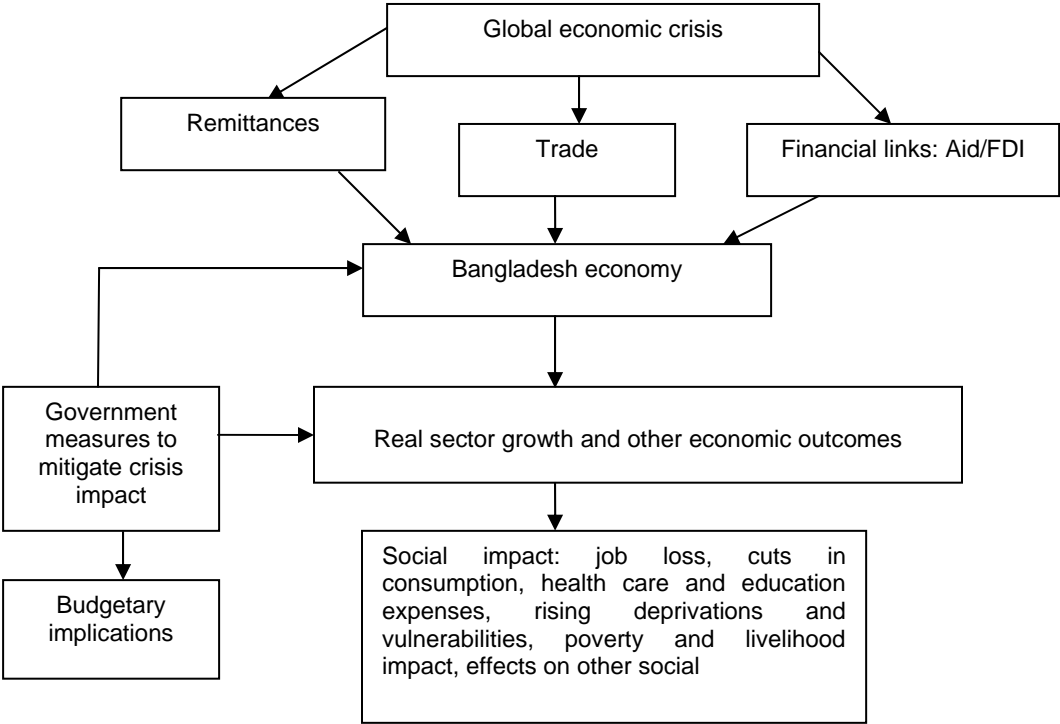 Global economic crisis
Remittances
Trade
Financial links: Aid/FDI
Bangladesh economy
Government
measures to
mitigate crisis
impact
Real sector growth and other economic outcomes
Budgetary
implications
Social impact: job loss, cuts in
consumption, health care and education
expenses, rising deprivations and
vulnerabilities, poverty and livelihood
impact, effects on other social